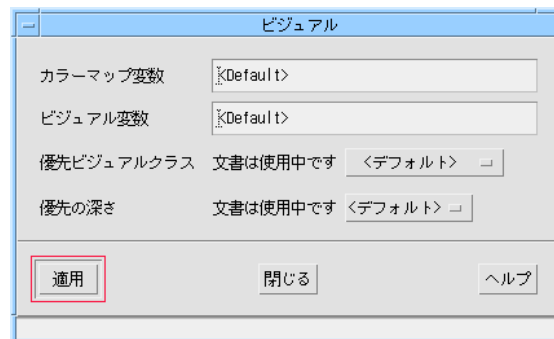 ビジュアル
カラーマップ変数 <Default>
ビジュアル変数 <Default>
優先ビジュアルクラス 文書は使用中です <デフォルト>
優先の深さ 文書は使用中です <デフォルト>
適用 閉じる ヘルプ